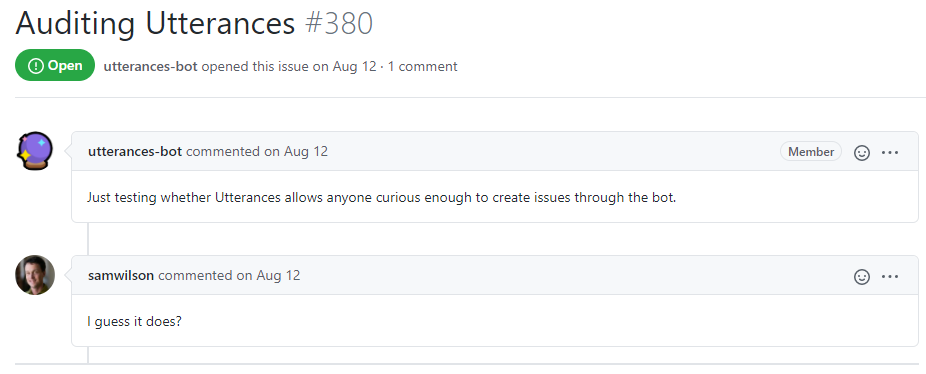 Auditing Utterances #380
Open utterances-bot opened this issue on Aug 12 · 1 comment
utterances-bot commented on Aug 12 Member
Just testing whether Utterances allows anyone curious enough to create issues through the bot.
samwilson commented on Aug 12
I guess it does?